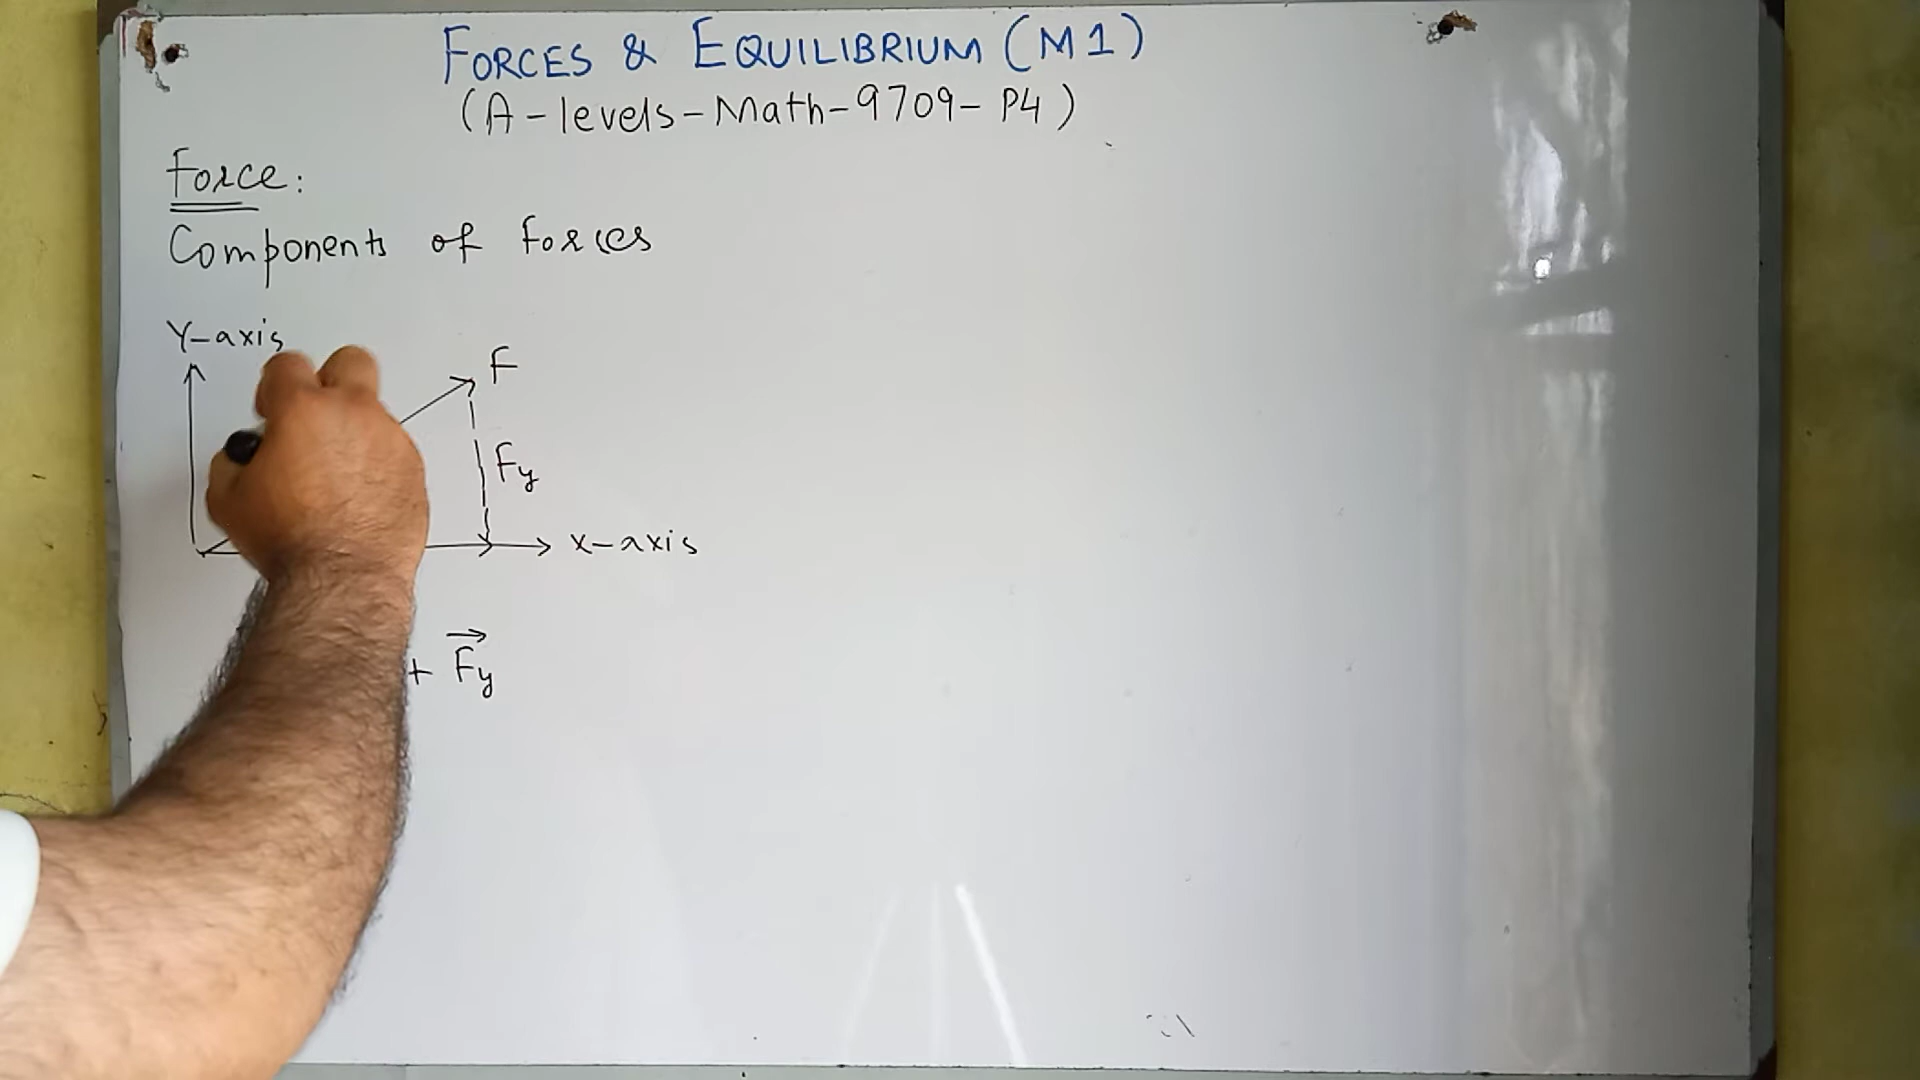 FORCES & EQUILIBRIUM (M1)
(A-levels-Math-9709-P4)
Force:
Components of forces
Y-axis
F
Fy
x-axis
+ Fy